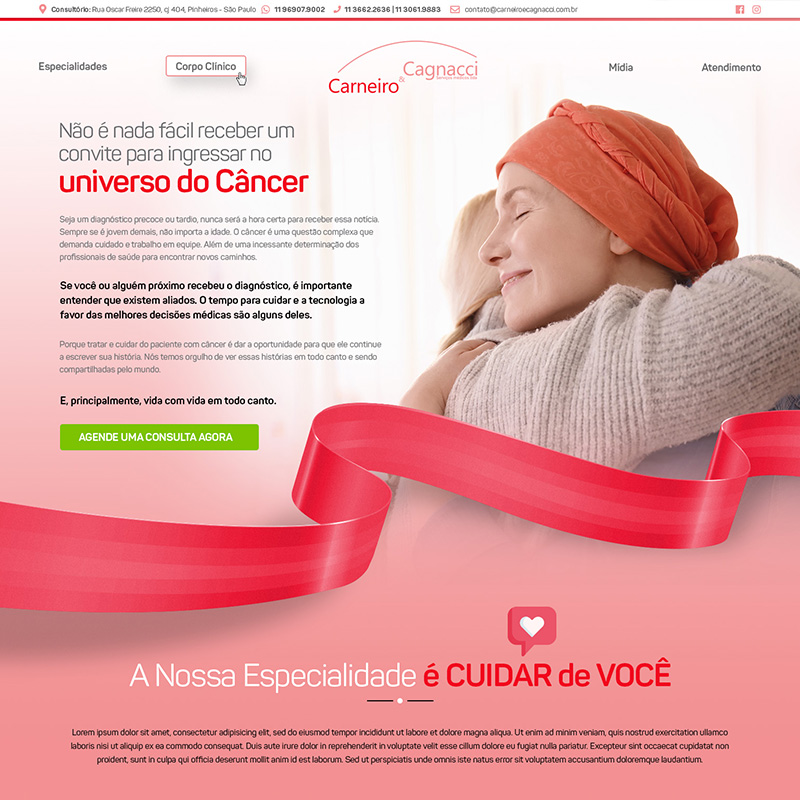 Consultório: Rua Oscar Freire 2250, cj 404, Pinheiros - São Paulo 11 96907.9002 11 3662.2636 | 11 3061.9883 contato@carneiroecagnacci.com.br
Especialidades Corpo Clínico Mídia Atendimento
Carneiro & Cagnacci
Não é nada fácil receber um
convite para ingressar no
universo do Câncer
Seja um diagnóstico precoce ou tardio, nunca será a hora certa para receber essa notícia.
Sempre se é jovem demais, não importa a idade. O câncer é uma questão complexa que
demanda cuidado e trabalho em equipe. Além de uma incessante determinação dos
profissionais de saúde para encontrar novos caminhos.
Se você ou alguém próximo recebeu o diagnóstico, é importante
entender que existem aliados. O tempo para cuidar e a tecnologia a
favor das melhores decisões médicas são alguns deles.
Porque tratar e cuidar do paciente com câncer é dar a oportunidade para que ele continue
a escrever sua história. Nós temos orgulho de ver essas histórias em todo canto e sendo
compartilhadas pelo mundo.
E, principalmente, vida com vida em todo canto.
AGENDE UMA CONSULTA AGORA
A Nossa Especialidade é CUIDAR de VOCÊ
Lorem ipsum dolor sit amet, consectetur adipisicing elit, sed do eiusmod tempor incididunt ut labore et dolore magna aliqua. Ut enim ad minim veniam, quis nostrud exercitation ullamco
laboris nisi ut aliquip ex ea commodo consequat. Duis aute irure dolor in reprehenderit in voluptate velit esse cillum dolore eu fugiat nulla pariatur. Excepteur sint occaecat cupidatat non
proident, sunt in culpa qui officia deserunt mollit anim id est laborum. Sed ut perspiciatis unde omnis iste natus error sit voluptatem accusantium doloremque laudantium.